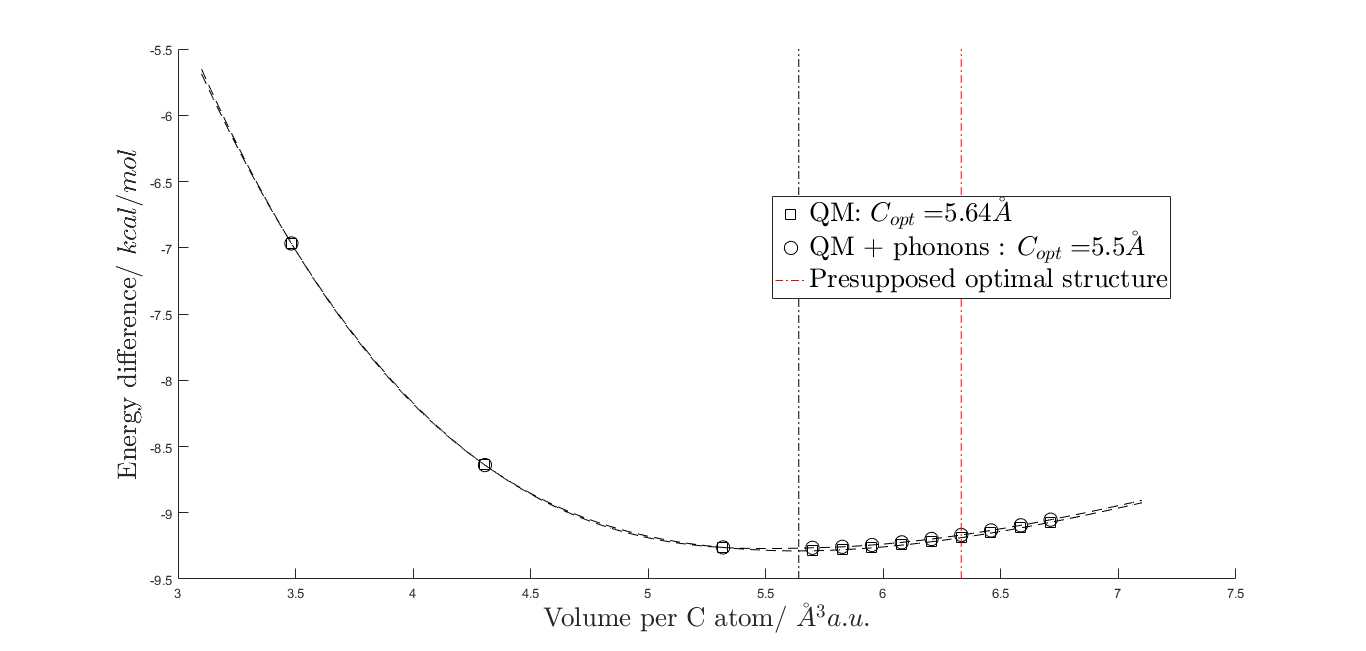 -5.5
-6
-6.5
-7
-7.5
-8
-8.5
-9
-9.5
Energy difference/ kcal/mol
QM: C_opt =5.64Å
QM + phonons : C_opt =5.5Å
Presupposed optimal structure
3 3.5 4 4.5 5 5.5 6 6.5 7 7.5
Volume per C atom/ Å³a.u.